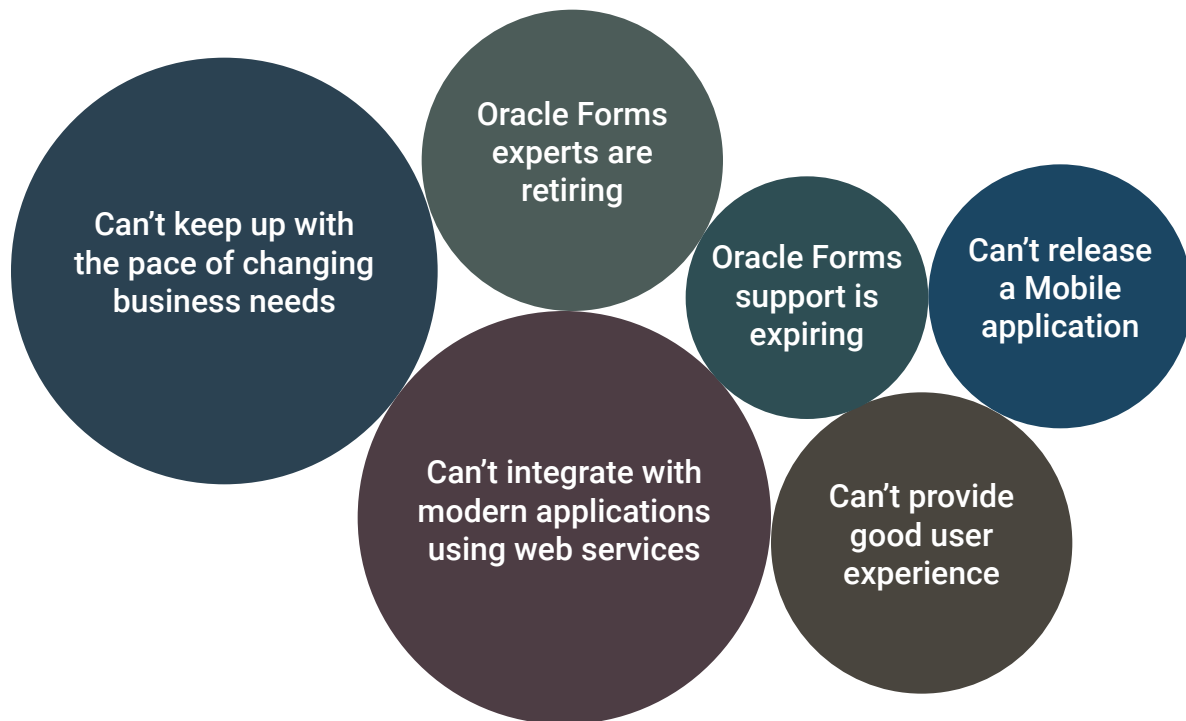 Can’t keep up with
the pace of changing
business needs
Oracle Forms
experts are
retiring
Oracle Forms
support is
expiring
Can’t release
a Mobile
application
Can’t integrate with
modern applications
using web services
Can’t provide
good user
experience